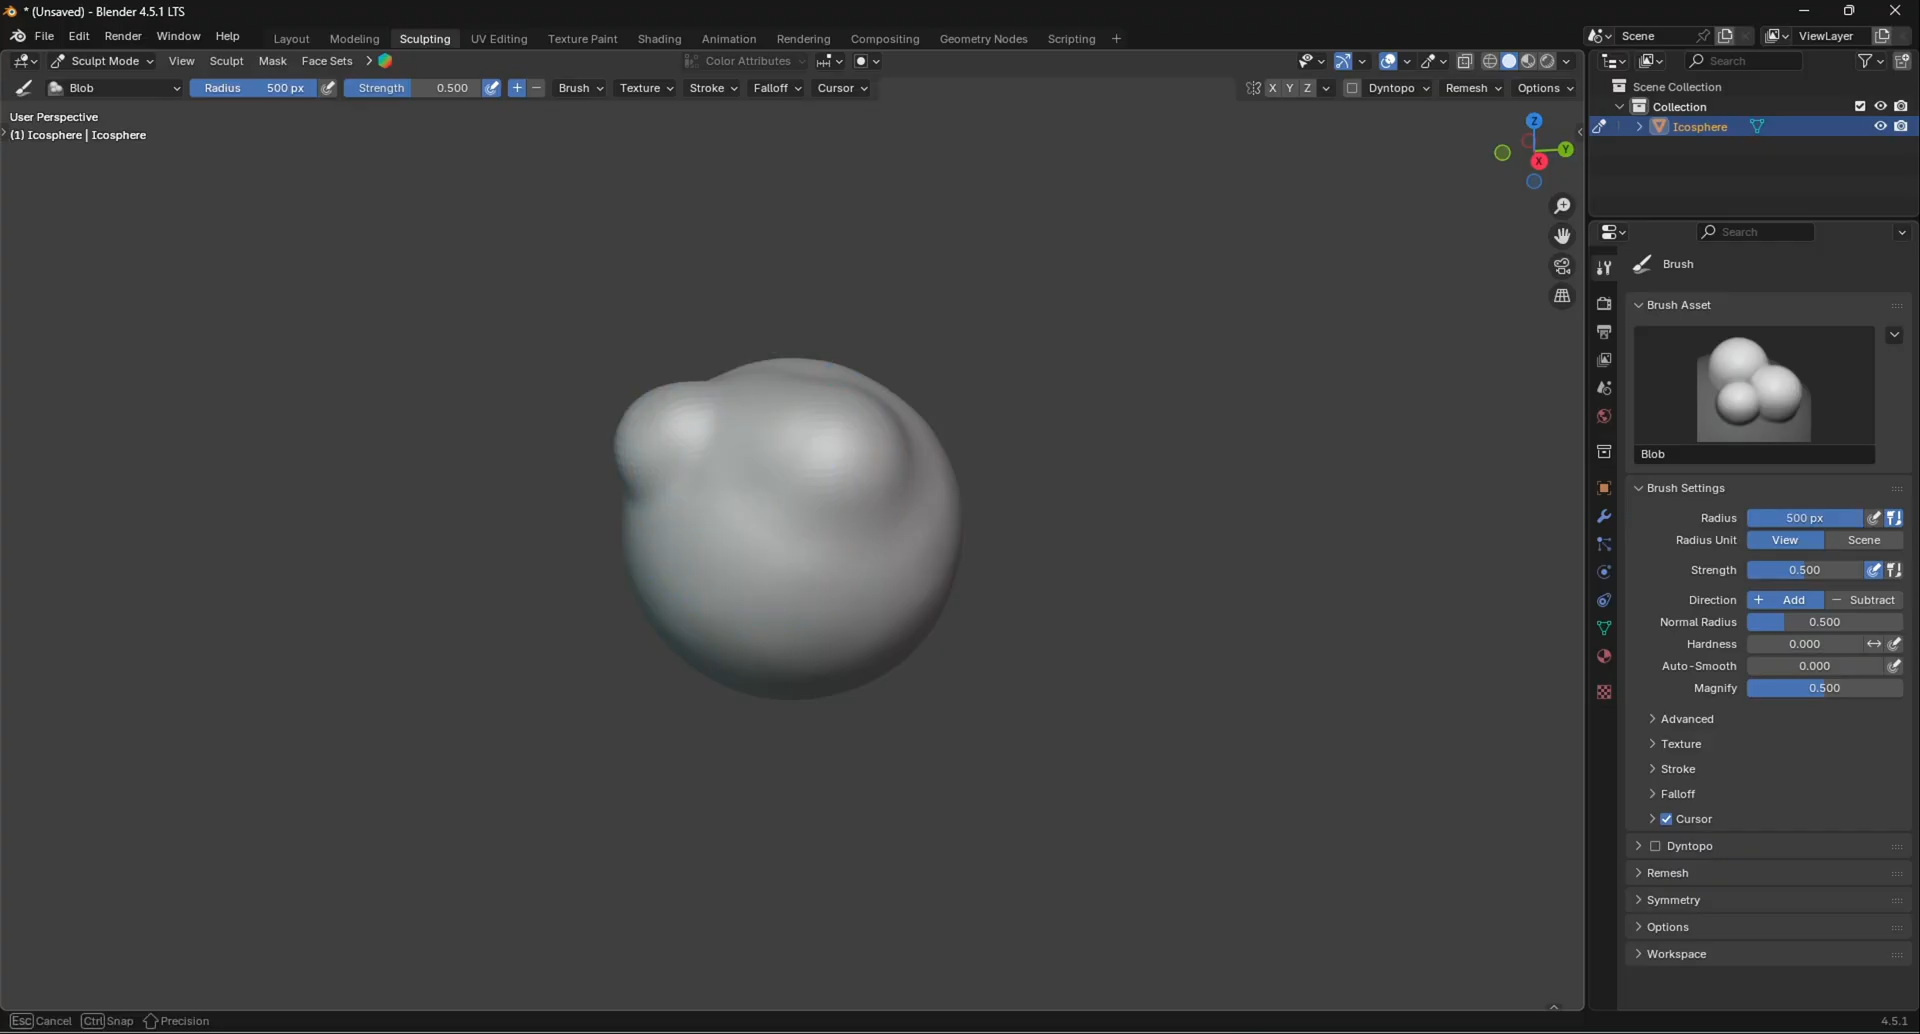 * (Unsaved) - Blender 4.5.1 LTS
File Edit Render Window Help
Layout Modeling Sculpting UV Editing Texture Paint Shading Animation Rendering Compositing Geometry Nodes Scripting +
Scene
ViewLayer
Sculpt Mode View Sculpt Mask Face Sets
Color Attributes
Search
Blob
Radius 500 px
Strength 0.500
Brush Texture Stroke Falloff Cursor
X Y Z
Dyntopo Remesh Options
Scene Collection
Collection
Icosphere
User Perspective
(1) Icosphere | Icosphere
Z
Y
X
Search
Brush
Brush Asset
Blob
Brush Settings
Radius 500 px
Radius Unit View Scene
Strength 0.500
Direction + Add − Subtract
Normal Radius 0.500
Hardness 0.000
Auto-Smooth 0.000
Magnify 0.500
Advanced
Texture
Stroke
Falloff
Cursor
Dyntopo
Remesh
Symmetry
Options
Workspace
Esc Cancel Ctrl Snap Precision
4.5.1